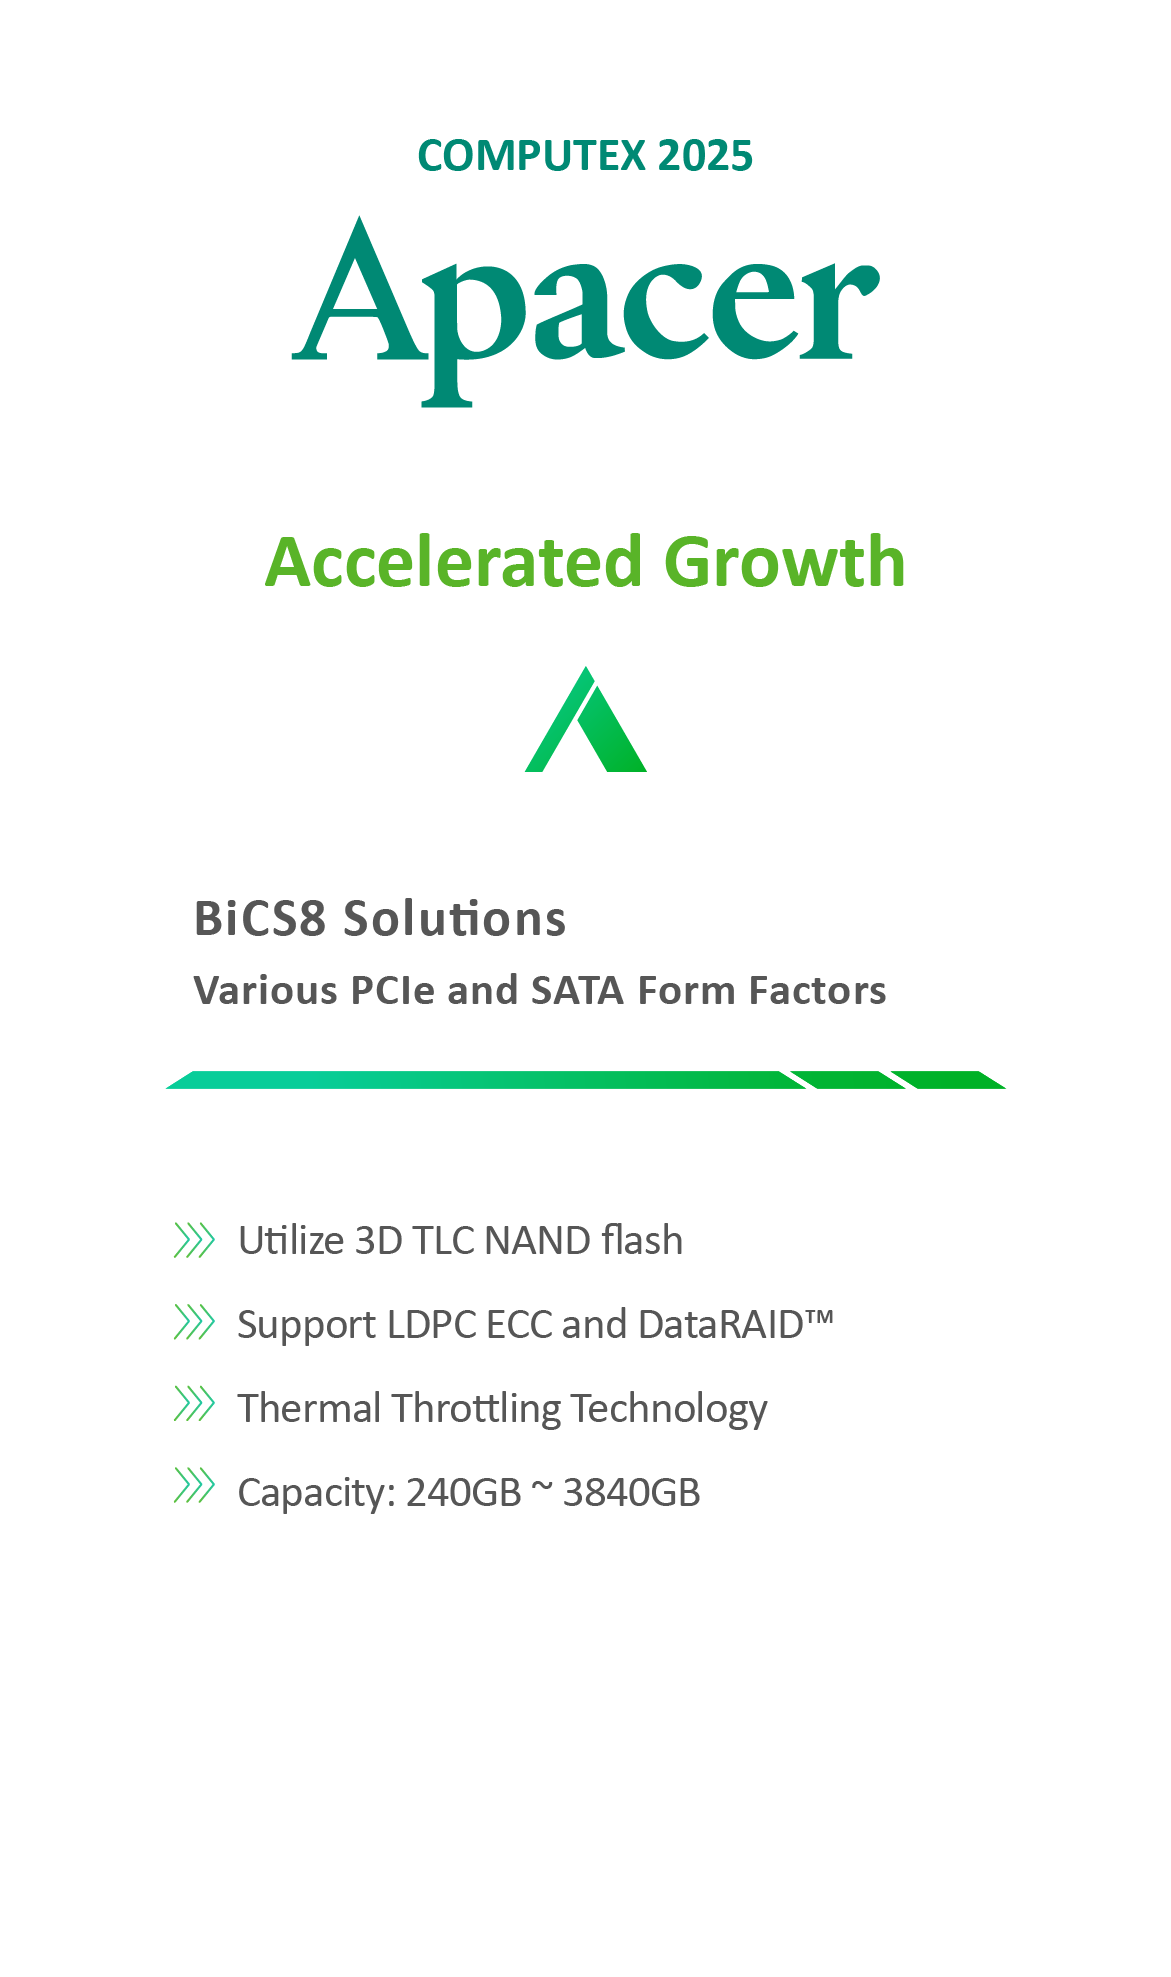 COMPUTEX 2025
Apacer
Accelerated Growth
BiCS8 Solutions
Various PCIe and SATA Form Factors
Utilize 3D TLC NAND flash
Support LDPC ECC and DataRAID™
Thermal Throttling Technology
Capacity: 240GB ~ 3840GB